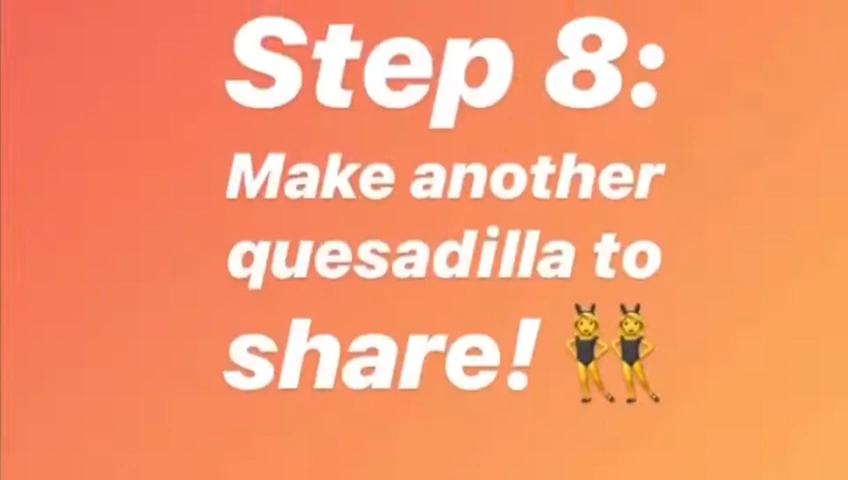 Step 8:
Make another
quesadilla to
share! 👯